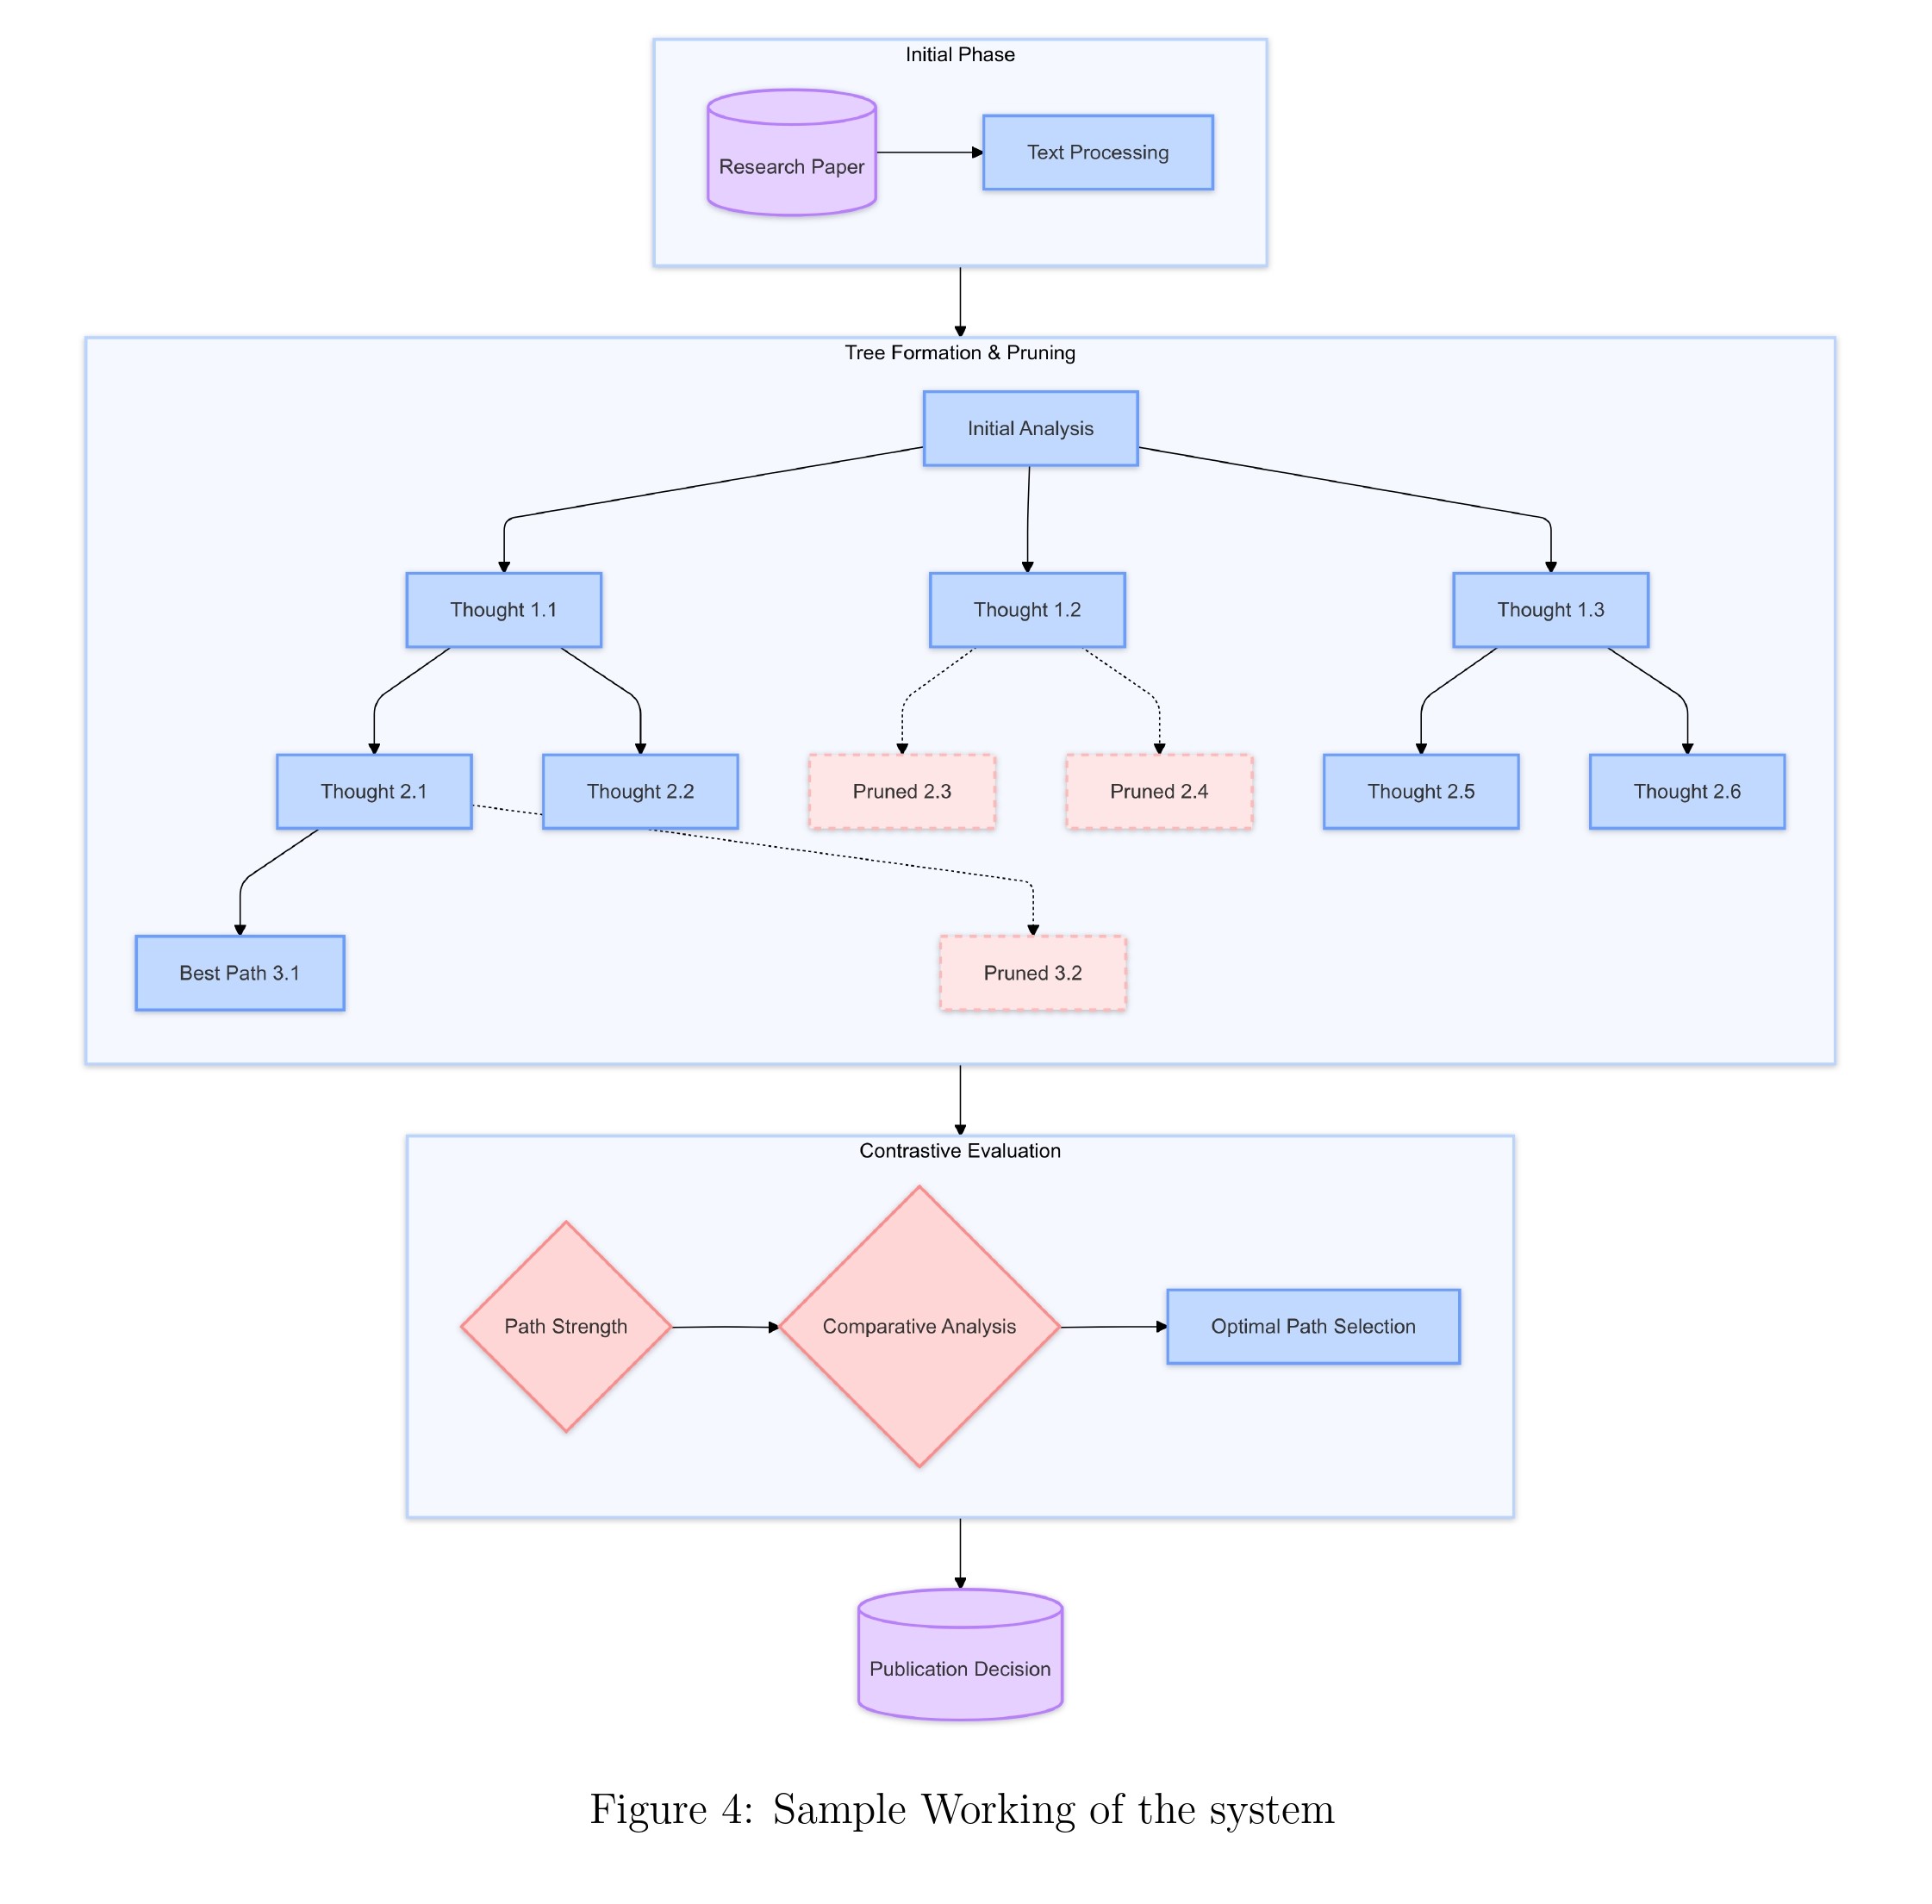 Initial Phase
Research Paper
Text Processing
Tree Formation & Pruning
Initial Analysis
Thought 1.1
Thought 1.2
Thought 1.3
Thought 2.1
Thought 2.2
Pruned 2.3
Pruned 2.4
Thought 2.5
Thought 2.6
Best Path 3.1
Pruned 3.2
Contrastive Evaluation
Path Strength
Comparative Analysis
Optimal Path Selection
Publication Decision
Figure 4: Sample Working of the system